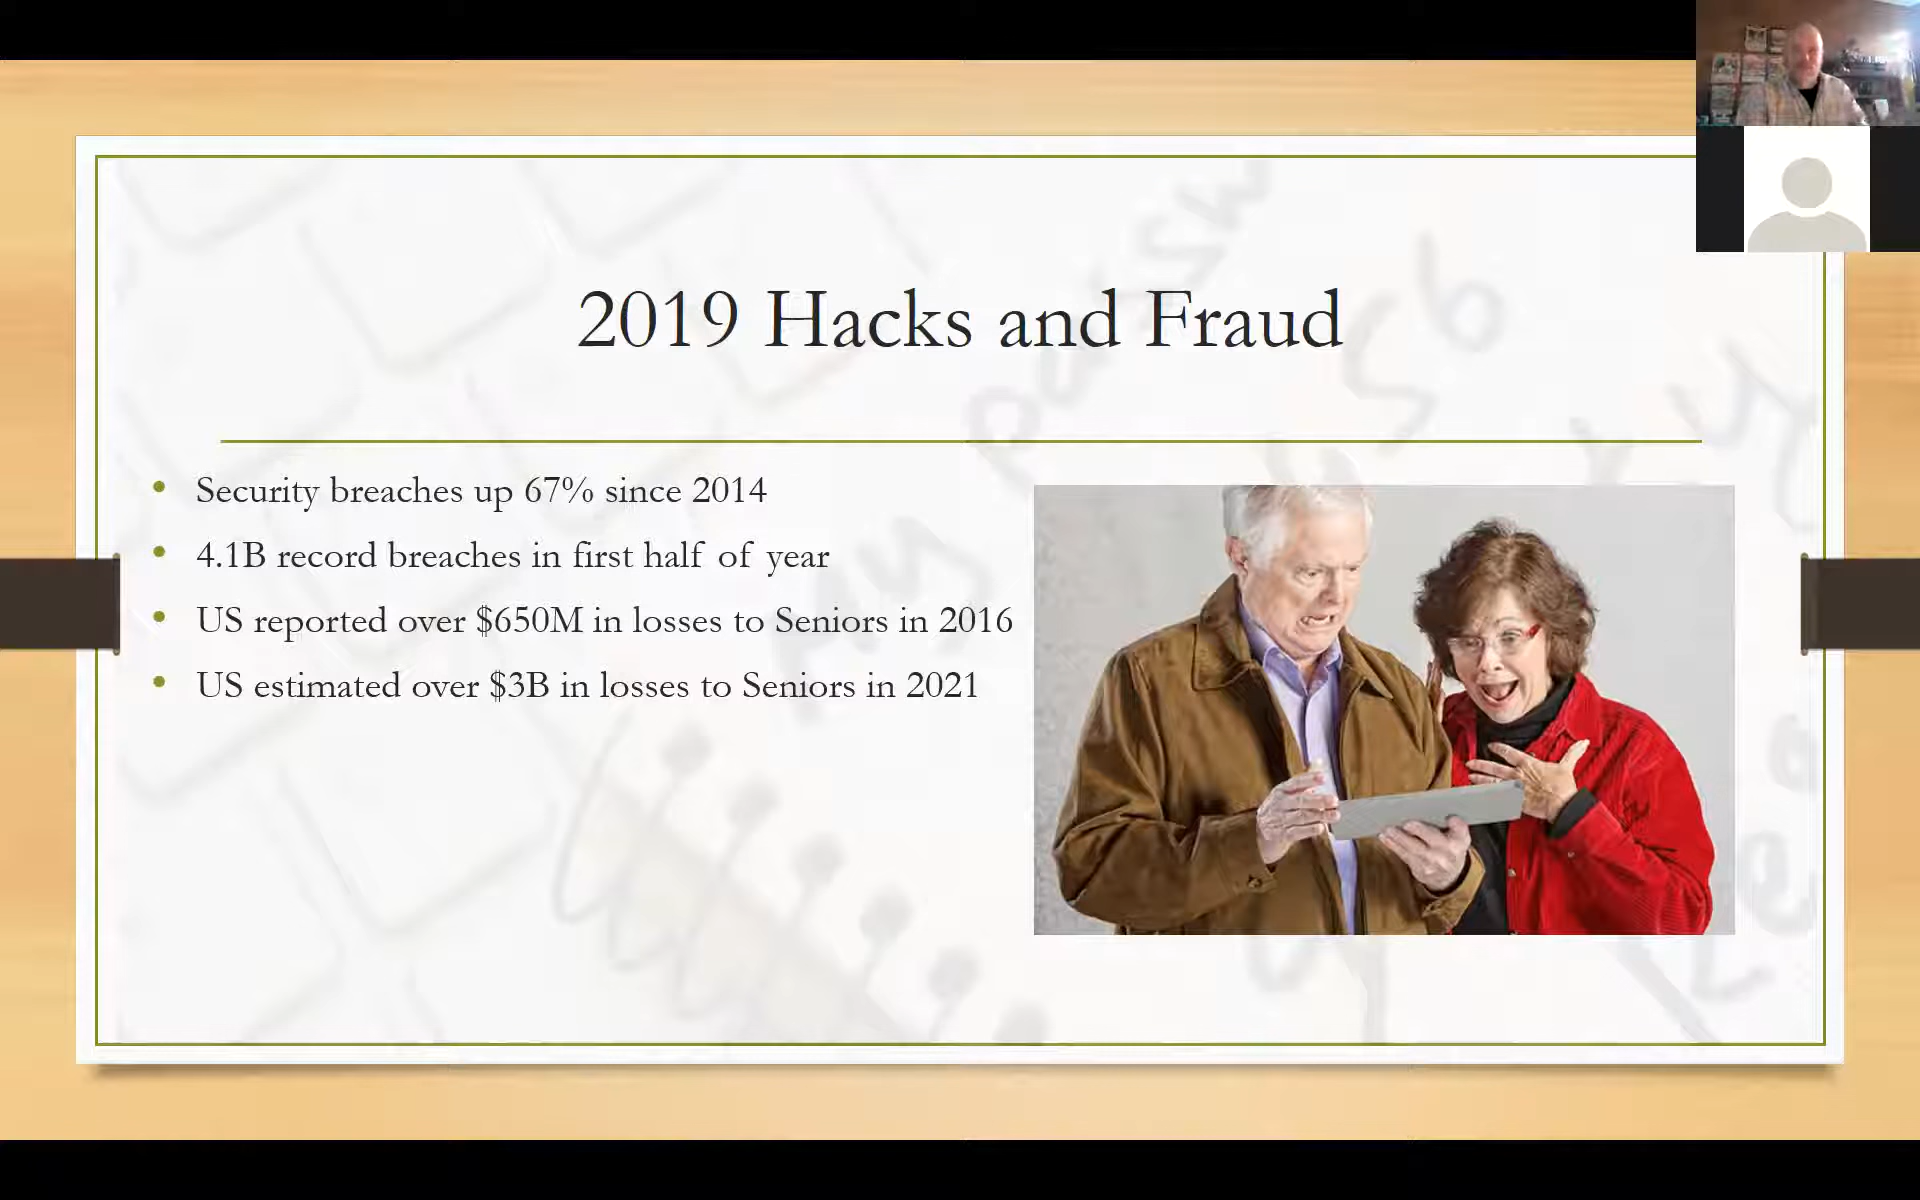 2019 Hacks and Fraud
Security breaches up 67% since 2014
4.1B record breaches in first half of year
US reported over $650M in losses to Seniors in 2016
US estimated over $3B in losses to Seniors in 2021